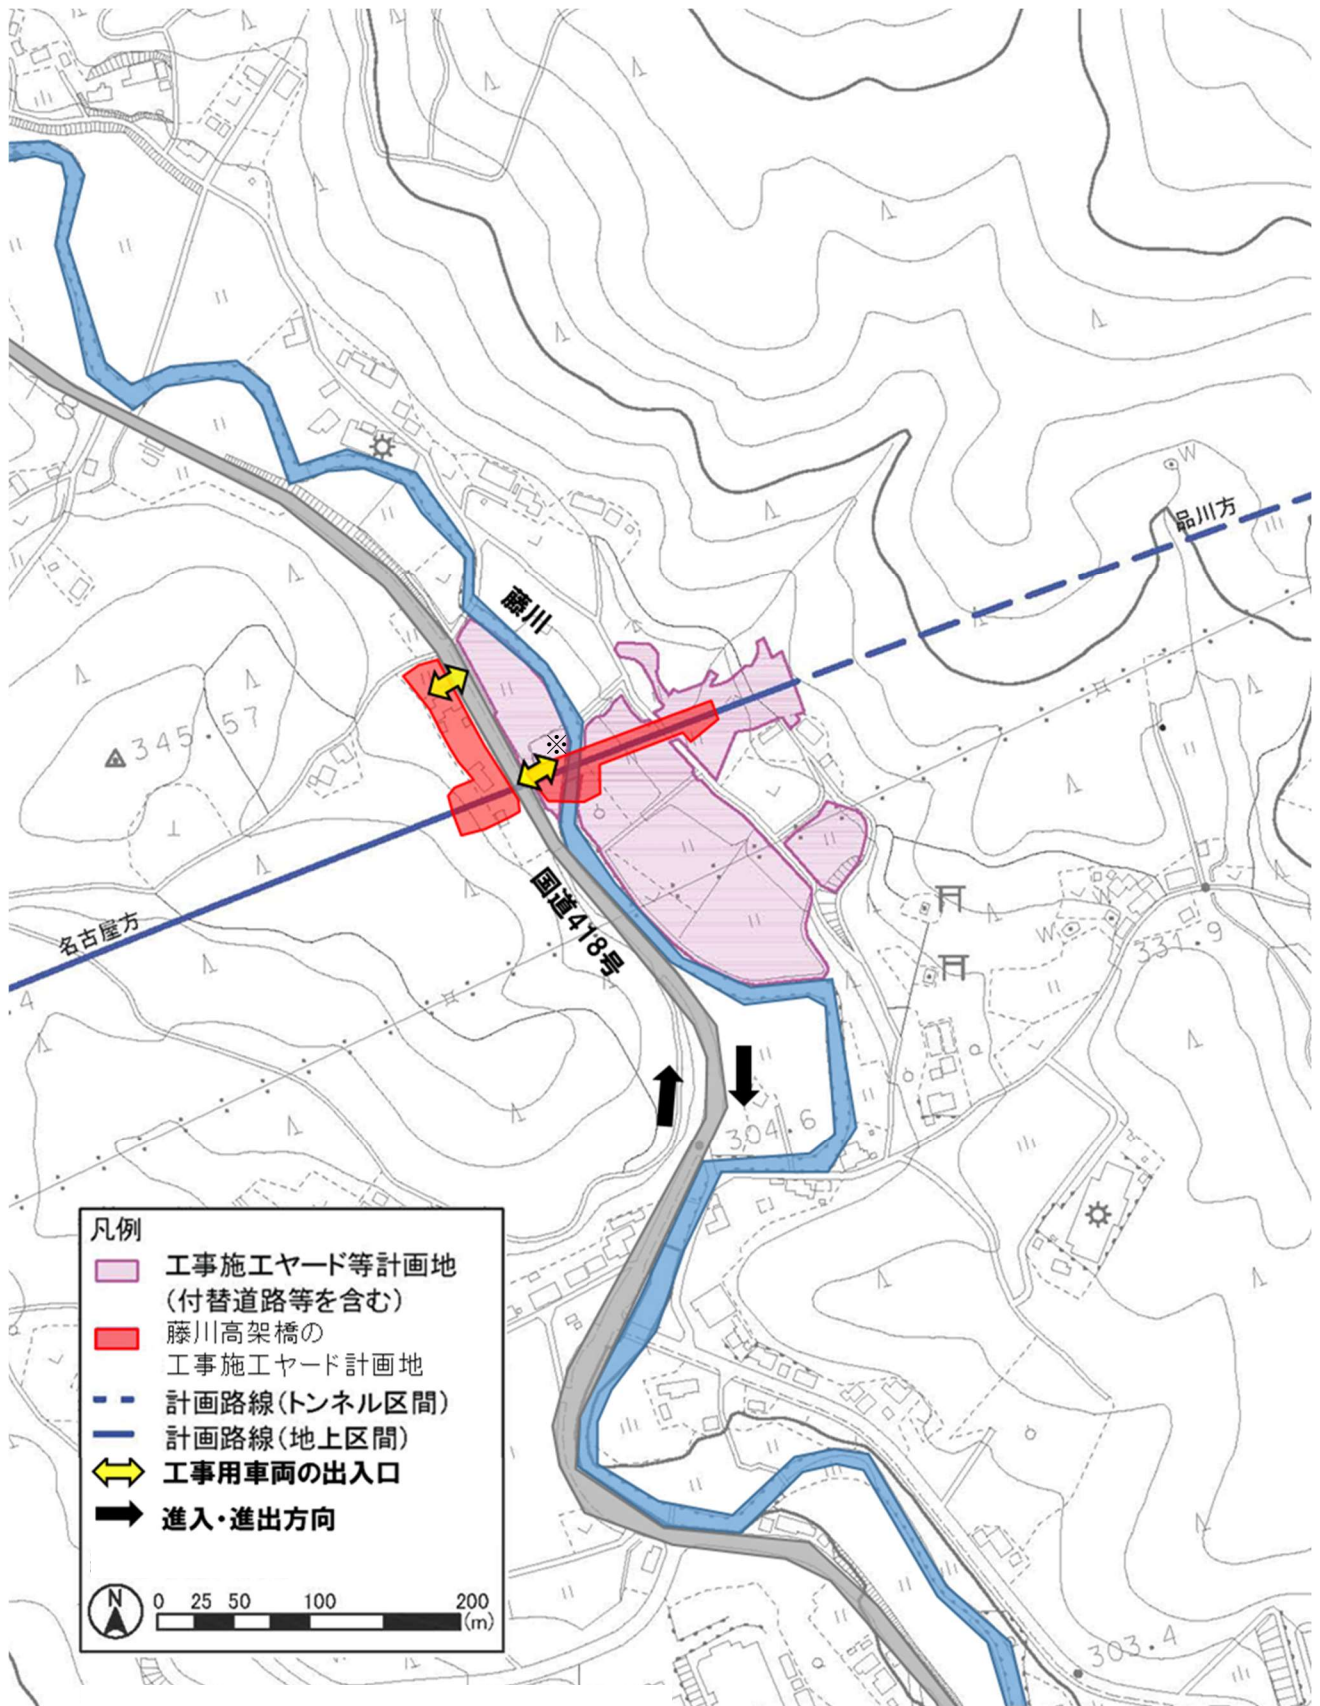 W
品川方
藤川
345.57
※
国道418号
名古屋方
4
W
331.9
304.6
凡例
工事施工ヤード等計画地
(付替道路等を含む)
藤川高架橋の
工事施工ヤード計画地
計画路線(トンネル区間)
計画路線(地上区間)
工事用車両の出入口
進入・進出方向
N
0 25 50 100 200
(m)
303.4